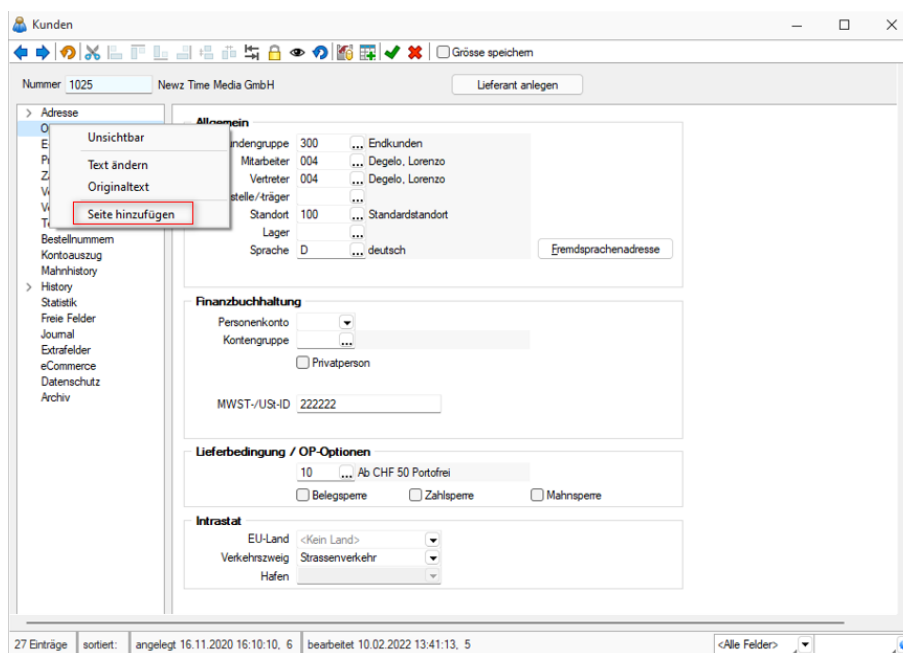 Kunden
Grösse speichern
Nummer 1025 Newz Time Media GmbH Lieferant anlegen
Adresse
Unsichtbar
Text ändern
Originaltext
Seite hinzufügen
Bestellnummern
Kontoauszug
Mahnhistory
History
Statistik
Freie Felder
Journal
Extrafelder
eCommerce
Datenschutz
Archiv
Allgemein
ndengruppe 300 ... Endkunden
Mitarbeiter 004 ... Degelo, Lorenzo
Vertreter 004 ... Degelo, Lorenzo
stelle/-träger ...
Standort 100 ... Standardstandort
Lager ...
Sprache D ... deutsch Fremdsprachenadresse
Finanzbuchhaltung
Personenkonto
Kontengruppe ...
Privatperson
MWST-/USt-ID 222222
Lieferbedingung / OP-Optionen
10 ... Ab CHF 50 Portofrei
Belegsperre Zahlsperre Mahnsperre
Intrastat
EU-Land <Kein Land>
Verkehrszweig Strassenverkehr
Hafen
27 Einträge sortiert: angelegt 16.11.2020 16:10:10, 6 bearbeitet 10.02.2022 13:41:13, 5 <Alle Felder>